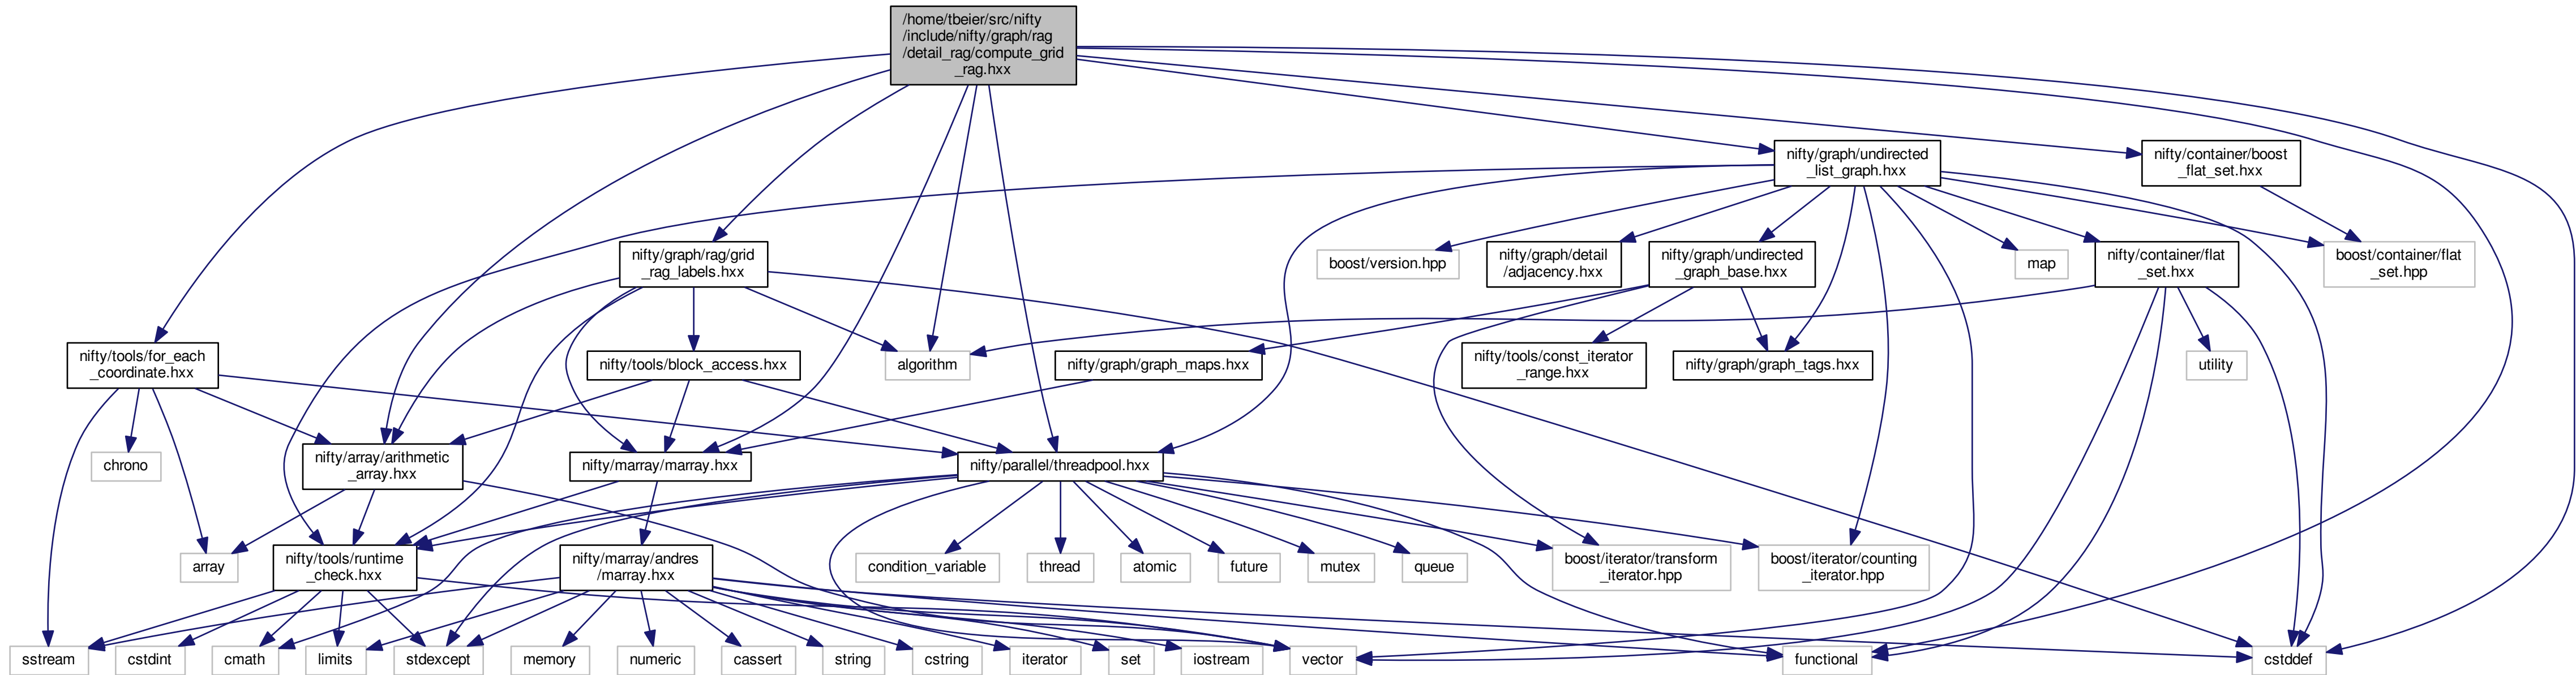 /home/tbeier/src/nifty
/include/nifty/graph/rag
/detail_rag/compute_grid
_rag.hxx
nifty/graph/undirected
_list_graph.hxx
nifty/container/boost
_flat_set.hxx
nifty/graph/rag/grid
_rag_labels.hxx
boost/version.hpp
nifty/graph/detail
/adjacency.hxx
nifty/graph/undirected
_graph_base.hxx
map
nifty/container/flat
_set.hxx
boost/container/flat
_set.hpp
nifty/tools/for_each
_coordinate.hxx
nifty/tools/block_access.hxx
algorithm
nifty/graph/graph_maps.hxx
nifty/tools/const_iterator
_range.hxx
nifty/graph/graph_tags.hxx
utility
chrono
nifty/array/arithmetic
_array.hxx
nifty/marray/marray.hxx
nifty/parallel/threadpool.hxx
array
nifty/tools/runtime
_check.hxx
nifty/marray/andres
/marray.hxx
condition_variable
thread
atomic
future
mutex
queue
boost/iterator/transform
_iterator.hpp
boost/iterator/counting
_iterator.hpp
sstream
cstdint
cmath
limits
stdexcept
memory
numeric
cassert
string
cstring
iterator
set
iostream
vector
functional
cstddef